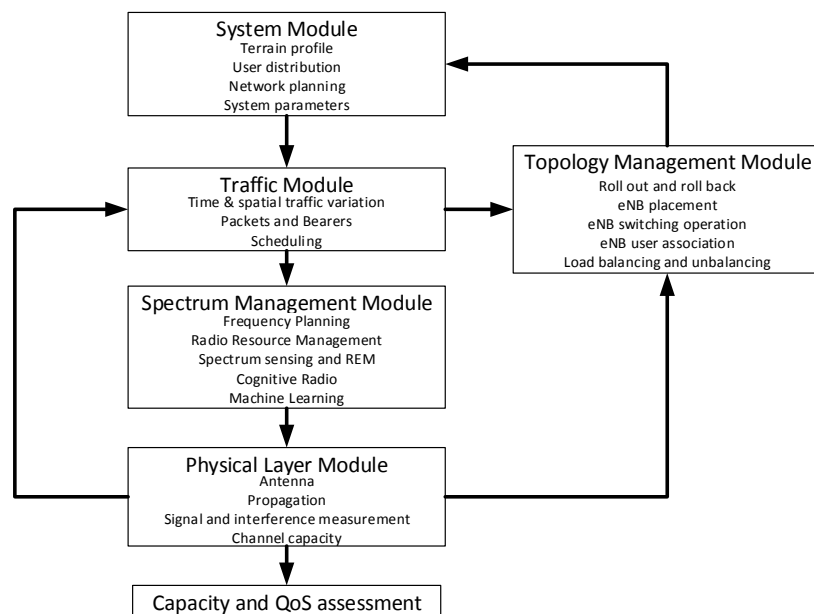 System Module
Terrain profile
User distribution
Network planning
System parameters
Traffic Module
Time & spatial traffic variation
Packets and Bearers
Scheduling
Topology Management Module
Roll out and roll back
eNB placement
eNB switching operation
eNB user association
Load balancing and unbalancing
Spectrum Management Module
Frequency Planning
Radio Resource Management
Spectrum sensing and REM
Cognitive Radio
Machine Learning
Physical Layer Module
Antenna
Propagation
Signal and interference measurement
Channel capacity
Capacity and QoS assessment